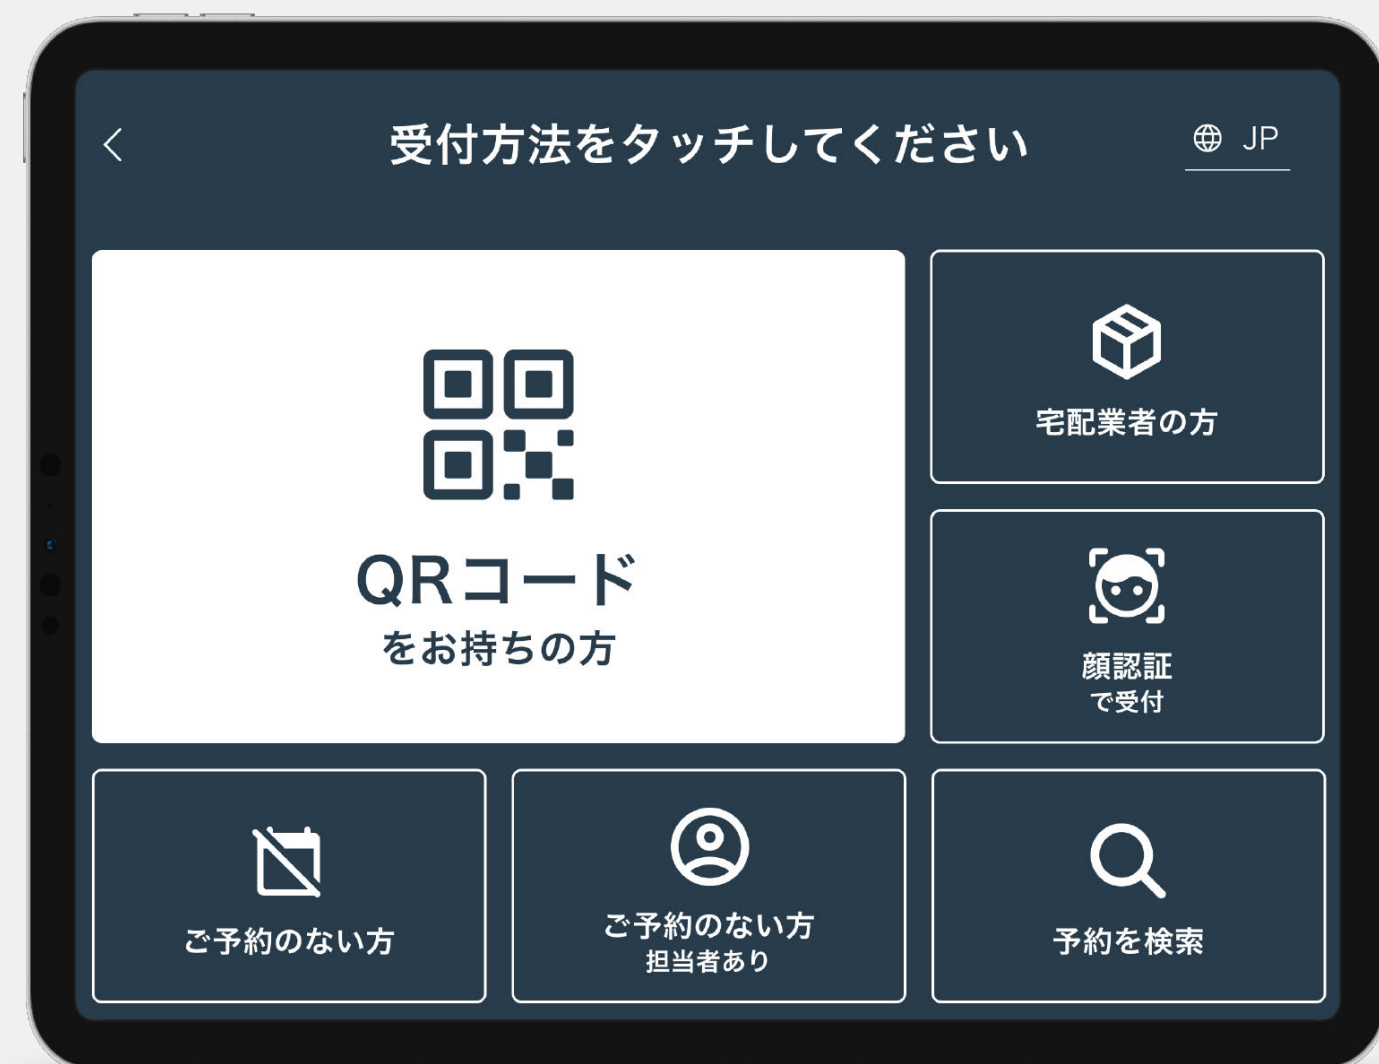 受付方法をタッチしてください
JP
QRコード
をお持ちの方
宅配業者の方
顔認証
で受付
ご予約のない方
ご予約のない方
担当者あり
予約を検索